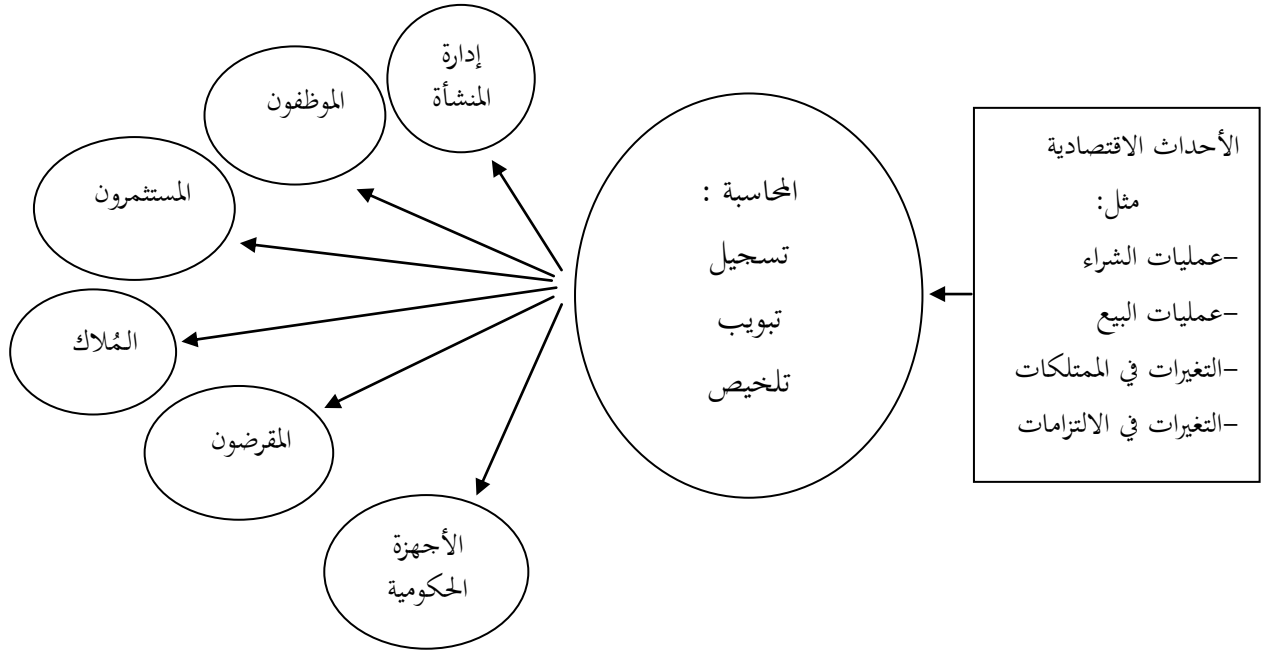 الأحداث الاقتصادية
مثل:
-عمليات الشراء
-عمليات البيع
-التغيرات في الممتلكات
-التغيرات في الالتزامات
المحاسبة :
تسجيل
تبويب
تلخيص
إدارة
المنشأة
الموظفون
المستثمرون
المُلاك
المقرضون
الأجهزة
الحكومية